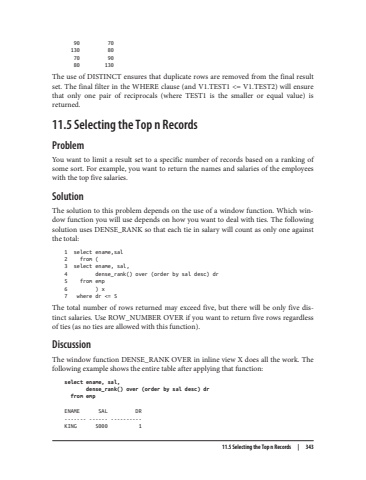 90 70
130 80
70 90
80 130
The use of DISTINCT ensures that duplicate rows are removed from the final result
set. The final filter in the WHERE clause (and V1.TEST1 <= V1.TEST2) will ensure
that only one pair of reciprocals (where TEST1 is the smaller or equal value) is
returned.
11.5 Selecting the Top n Records
Problem
You want to limit a result set to a specific number of records based on a ranking of
some sort. For example, you want to return the names and salaries of the employees
with the top five salaries.
Solution
The solution to this problem depends on the use of a window function. Which win-
dow function you will use depends on how you want to deal with ties. The following
solution uses DENSE_RANK so that each tie in salary will count as only one against
the total:
1 select ename,sal
2 from (
3 select ename, sal,
4 dense_rank() over (order by sal desc) dr
5 from emp
6 ) x
7 where dr <= 5
The total number of rows returned may exceed five, but there will be only five dis-
tinct salaries. Use ROW_NUMBER OVER if you want to return five rows regardless
of ties (as no ties are allowed with this function).
Discussion
The window function DENSE_RANK OVER in inline view X does all the work. The
following example shows the entire table after applying that function:
select ename, sal,
dense_rank() over (order by sal desc) dr
from emp
ENAME SAL DR
------- ------ ----------
KING 5000 1
11.5 Selecting the Top n Records | 343